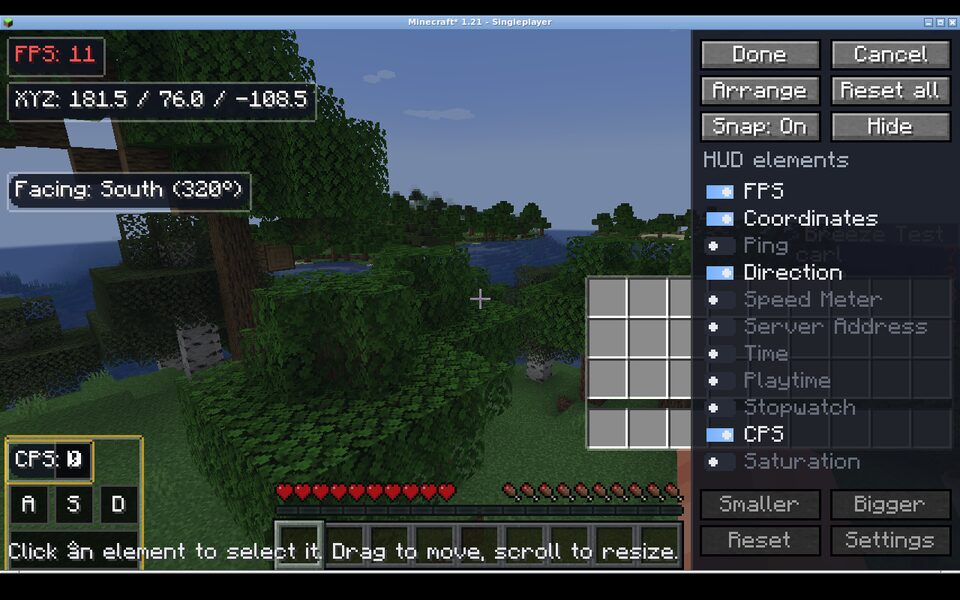 Minecraft* 1.21 - Singleplayer
FPS: 11
XYZ: 181.5 / 76.0 / -108.5
Facing: South (320°)
Done
Cancel
Arrange
Reset all
Snap: On
Hide
HUD elements
FPS
Coordinates
Ping
Breeze Test
carl
Direction
Speed Meter
Server Address
Time
Playtime
Stopwatch
CPS
Saturation
CPS: 0
A S D
Click an element to select it. Drag to move, scroll to resize.
Smaller
Bigger
Reset
Settings